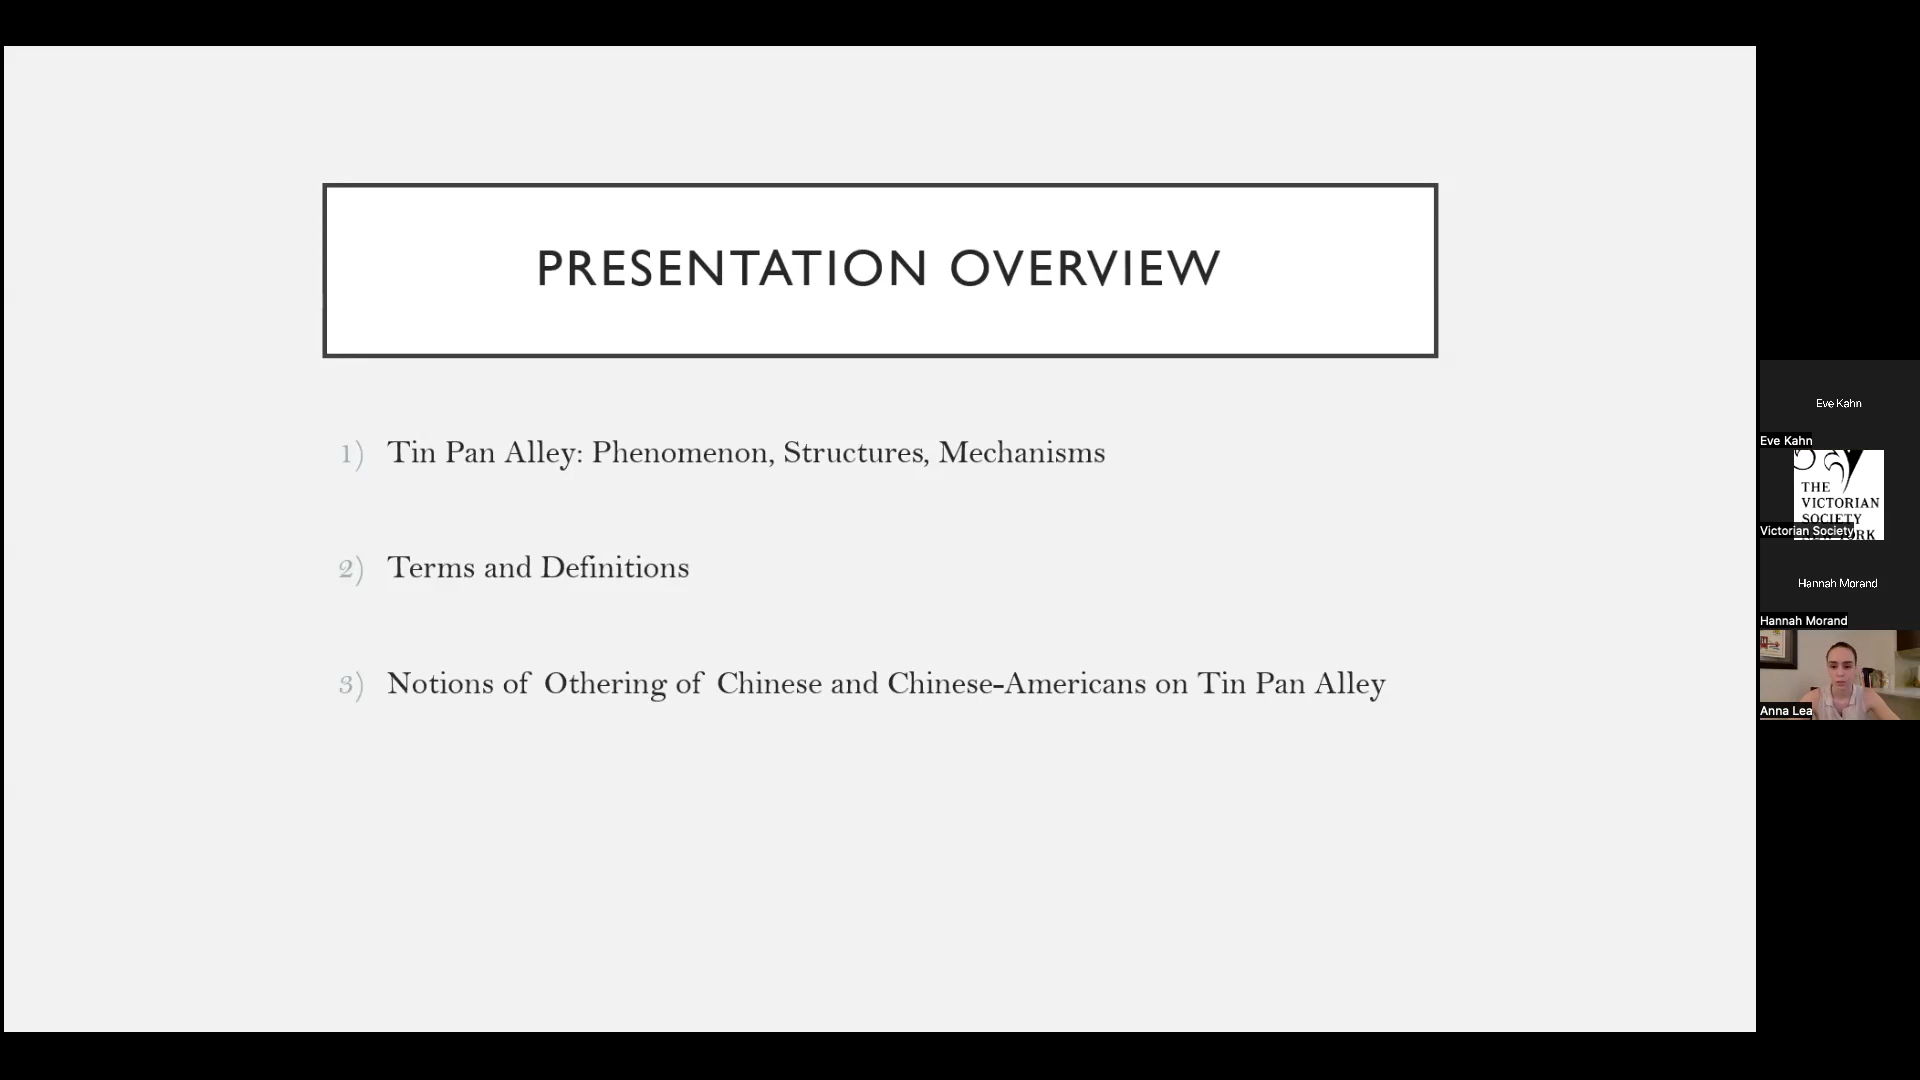 PRESENTATION OVERVIEW
1) Tin Pan Alley: Phenomenon, Structures, Mechanisms
2) Terms and Definitions
3) Notions of Othering of Chinese and Chinese-Americans on Tin Pan Alley
Eve Kahn
Eve Kahn
THE
VICTORIAN
SOCIETY
Victorian Society
Hannah Morand
Hannah Morand
Anna Lea